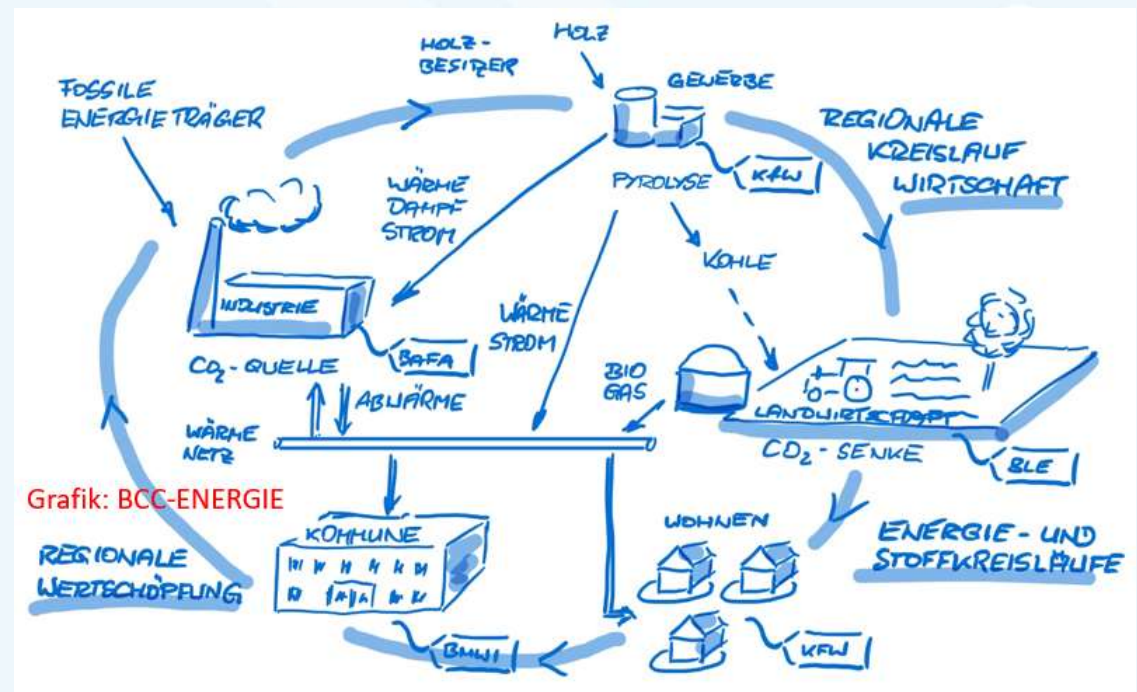 HOLZ-
BESITZER
HOLZ
GEWERBE
FOSSILE
ENERGIETRÄGER
REGIONALE
KREISLAUF
WIRTSCHAFT
PYROLYSE
KfW
WÄRME
DAMPF
STROM
KOHLE
INDUSTRIE
WÄRME
STROM
BAFA
CO₂-QUELLE
BIO
GAS
ABWÄRME
LANDWIRTSCHAFT
WÄRME
NETZ
CO₂-SENKE
BLE
Grafik: BCC-ENERGIE
KOMMUNE
WOHNEN
ENERGIE- UND
STOFFKREISLÄUFE
REGIONALE
WERTSCHÖPFUNG
BMWI
KFW